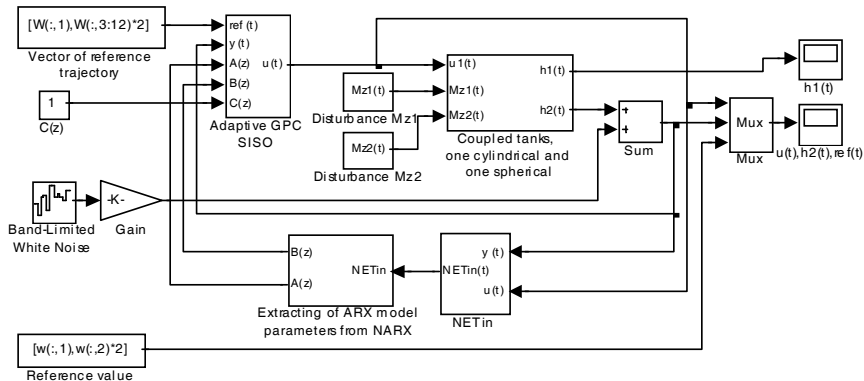 [W(:,1),W(:,3:12)*2]
Vector of reference
trajectory
1
C(z)
ref (t)
y (t)
A(z)
B(z)
C(z)
u(t)
Adaptive GPC
SISO
Mz1(t)
Disturbance Mz1
Mz2(t)
Disturbance Mz2
u1(t)
Mz1(t)
Mz2(t)
h1(t)
h2(t)
Coupled tanks,
one cylindrical and
one spherical
+
+
Sum
Mux
Mux
h1(t)
u(t),h2(t),ref(t)
Band-Limited
White Noise
-K-
Gain
B(z)
A(z)
NETin
Extracting of ARX model
parameters from NARX
y (t)
NETin(t)
u(t)
NETin
[w(:,1),w(:,2)*2]
Reference value